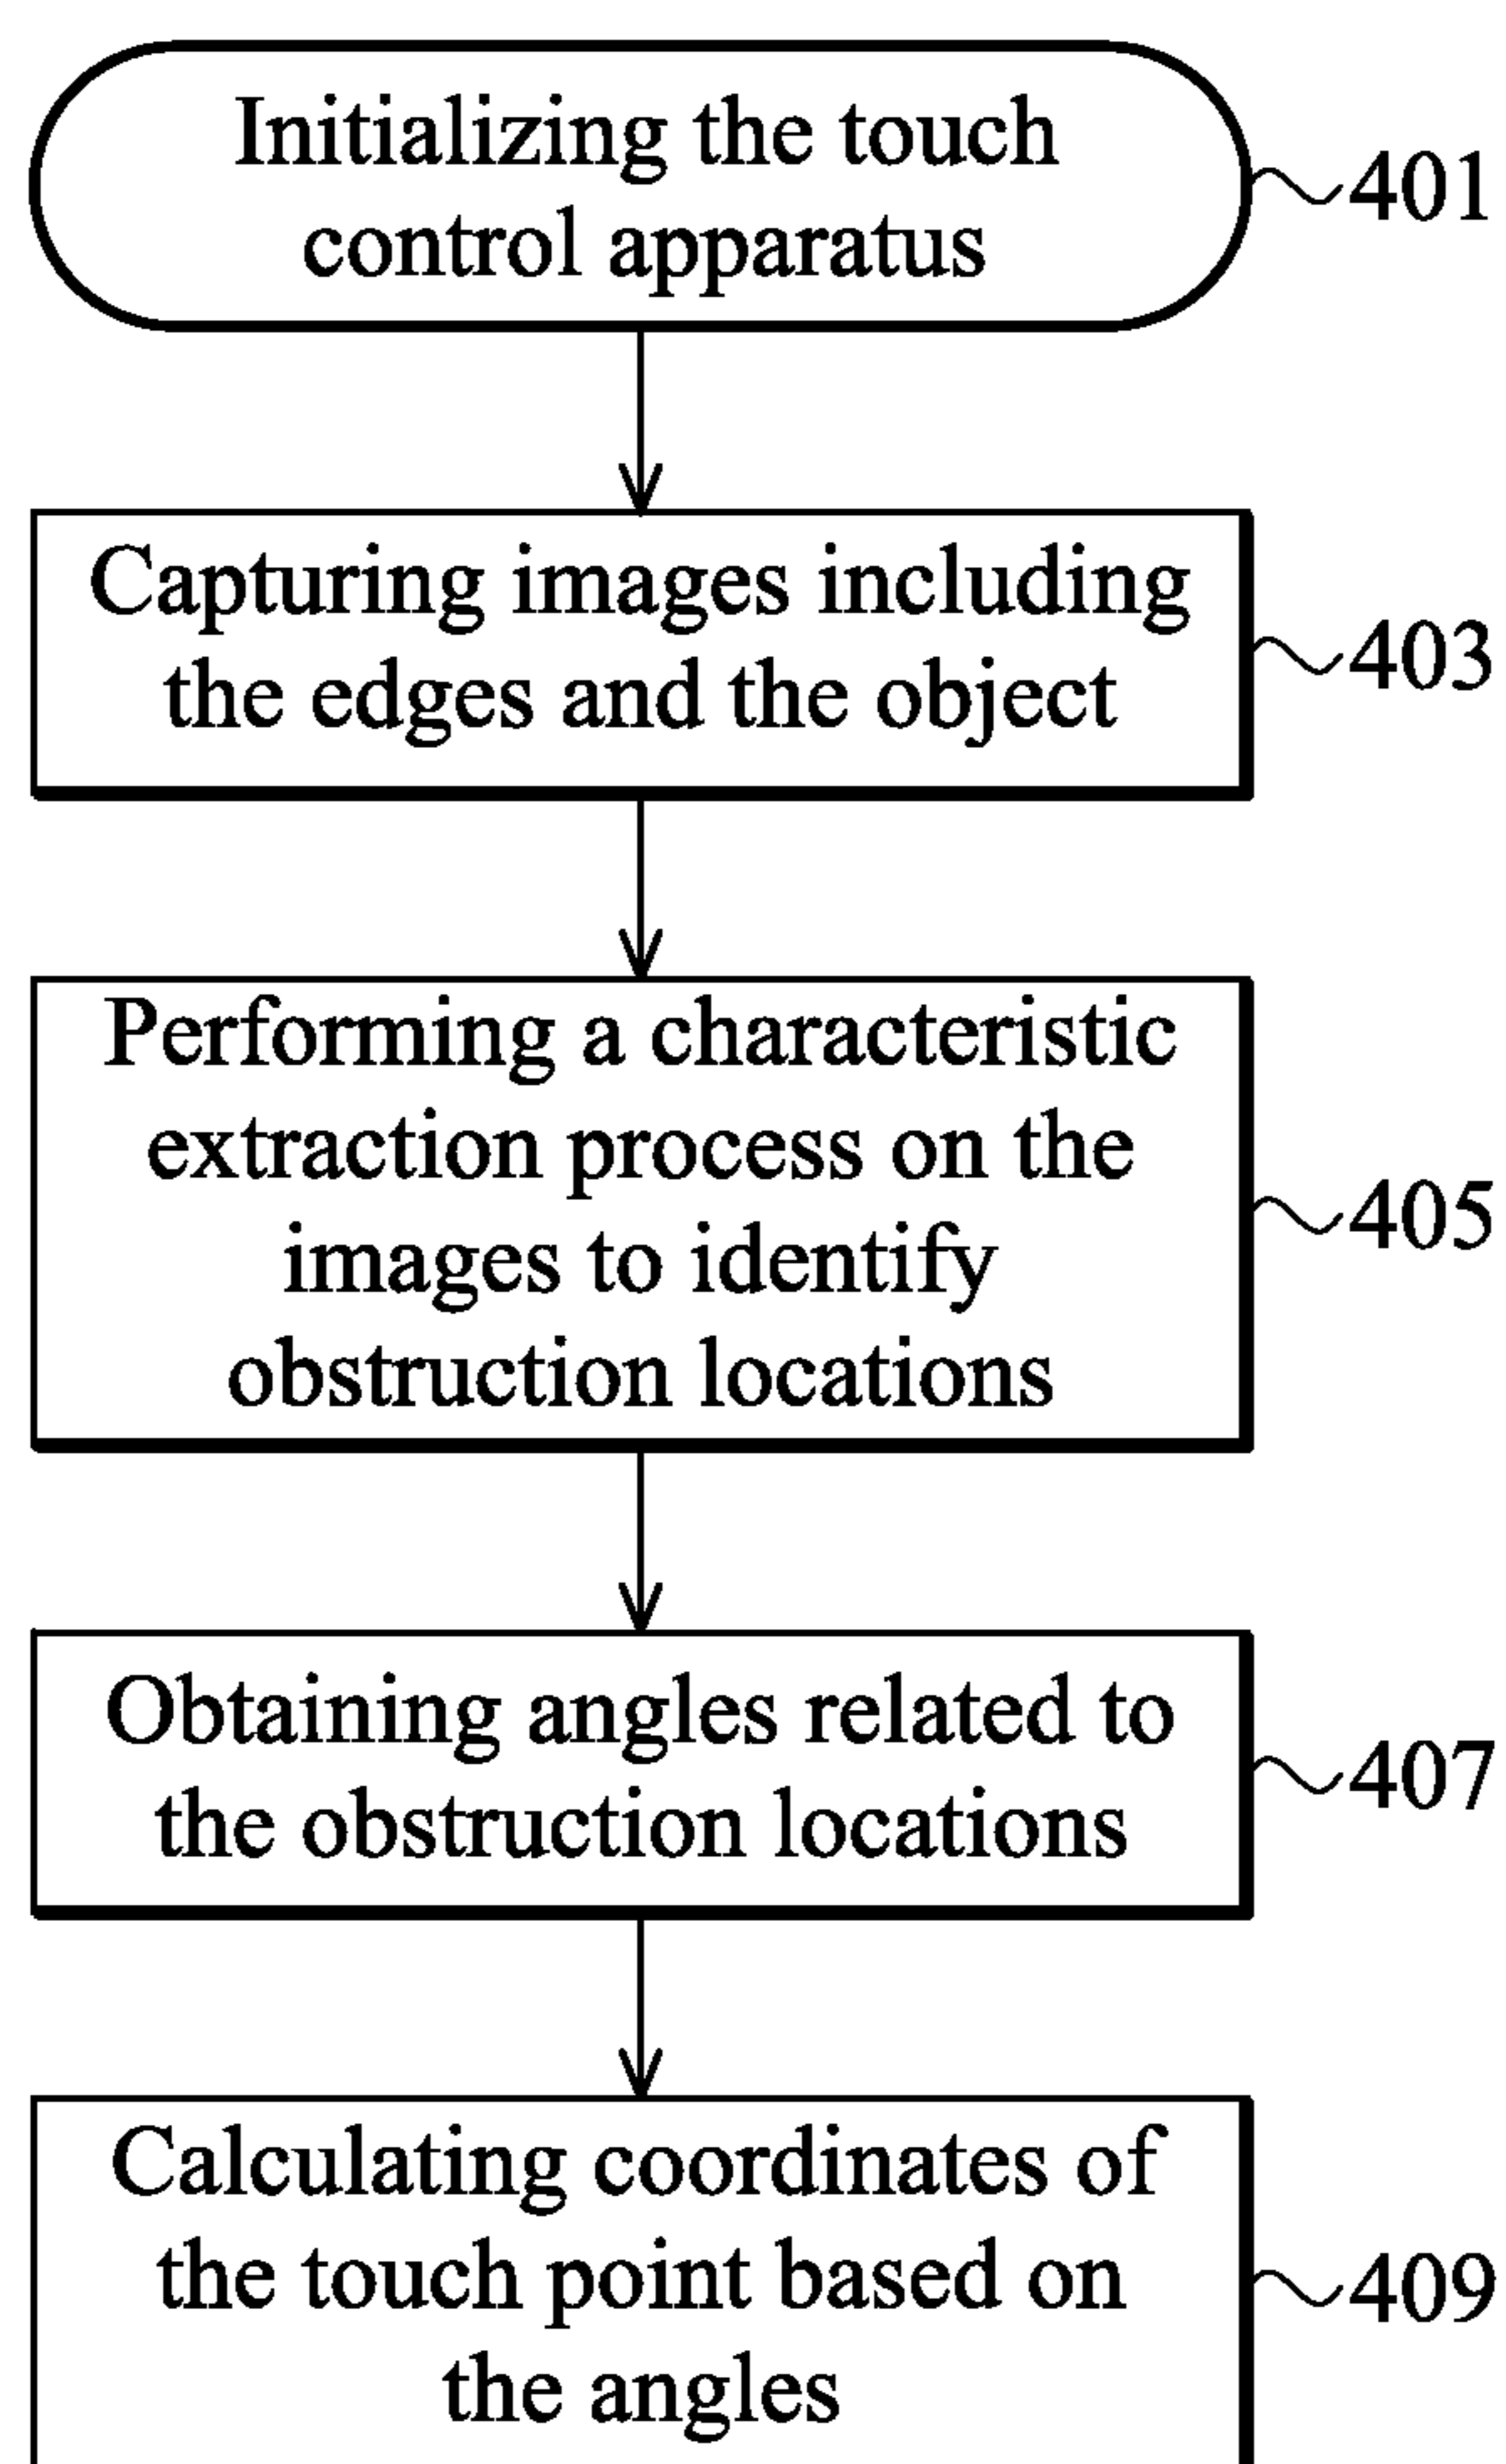 Initializing the touch
control apparatus
401
Capturing images including
the edges and the object
403
Performing a characteristic
extraction process on the
images to identify
obstruction locations
405
Obtaining angles related to
the obstruction locations
407
Calculating coordinates of
the touch point based on
the angles
409